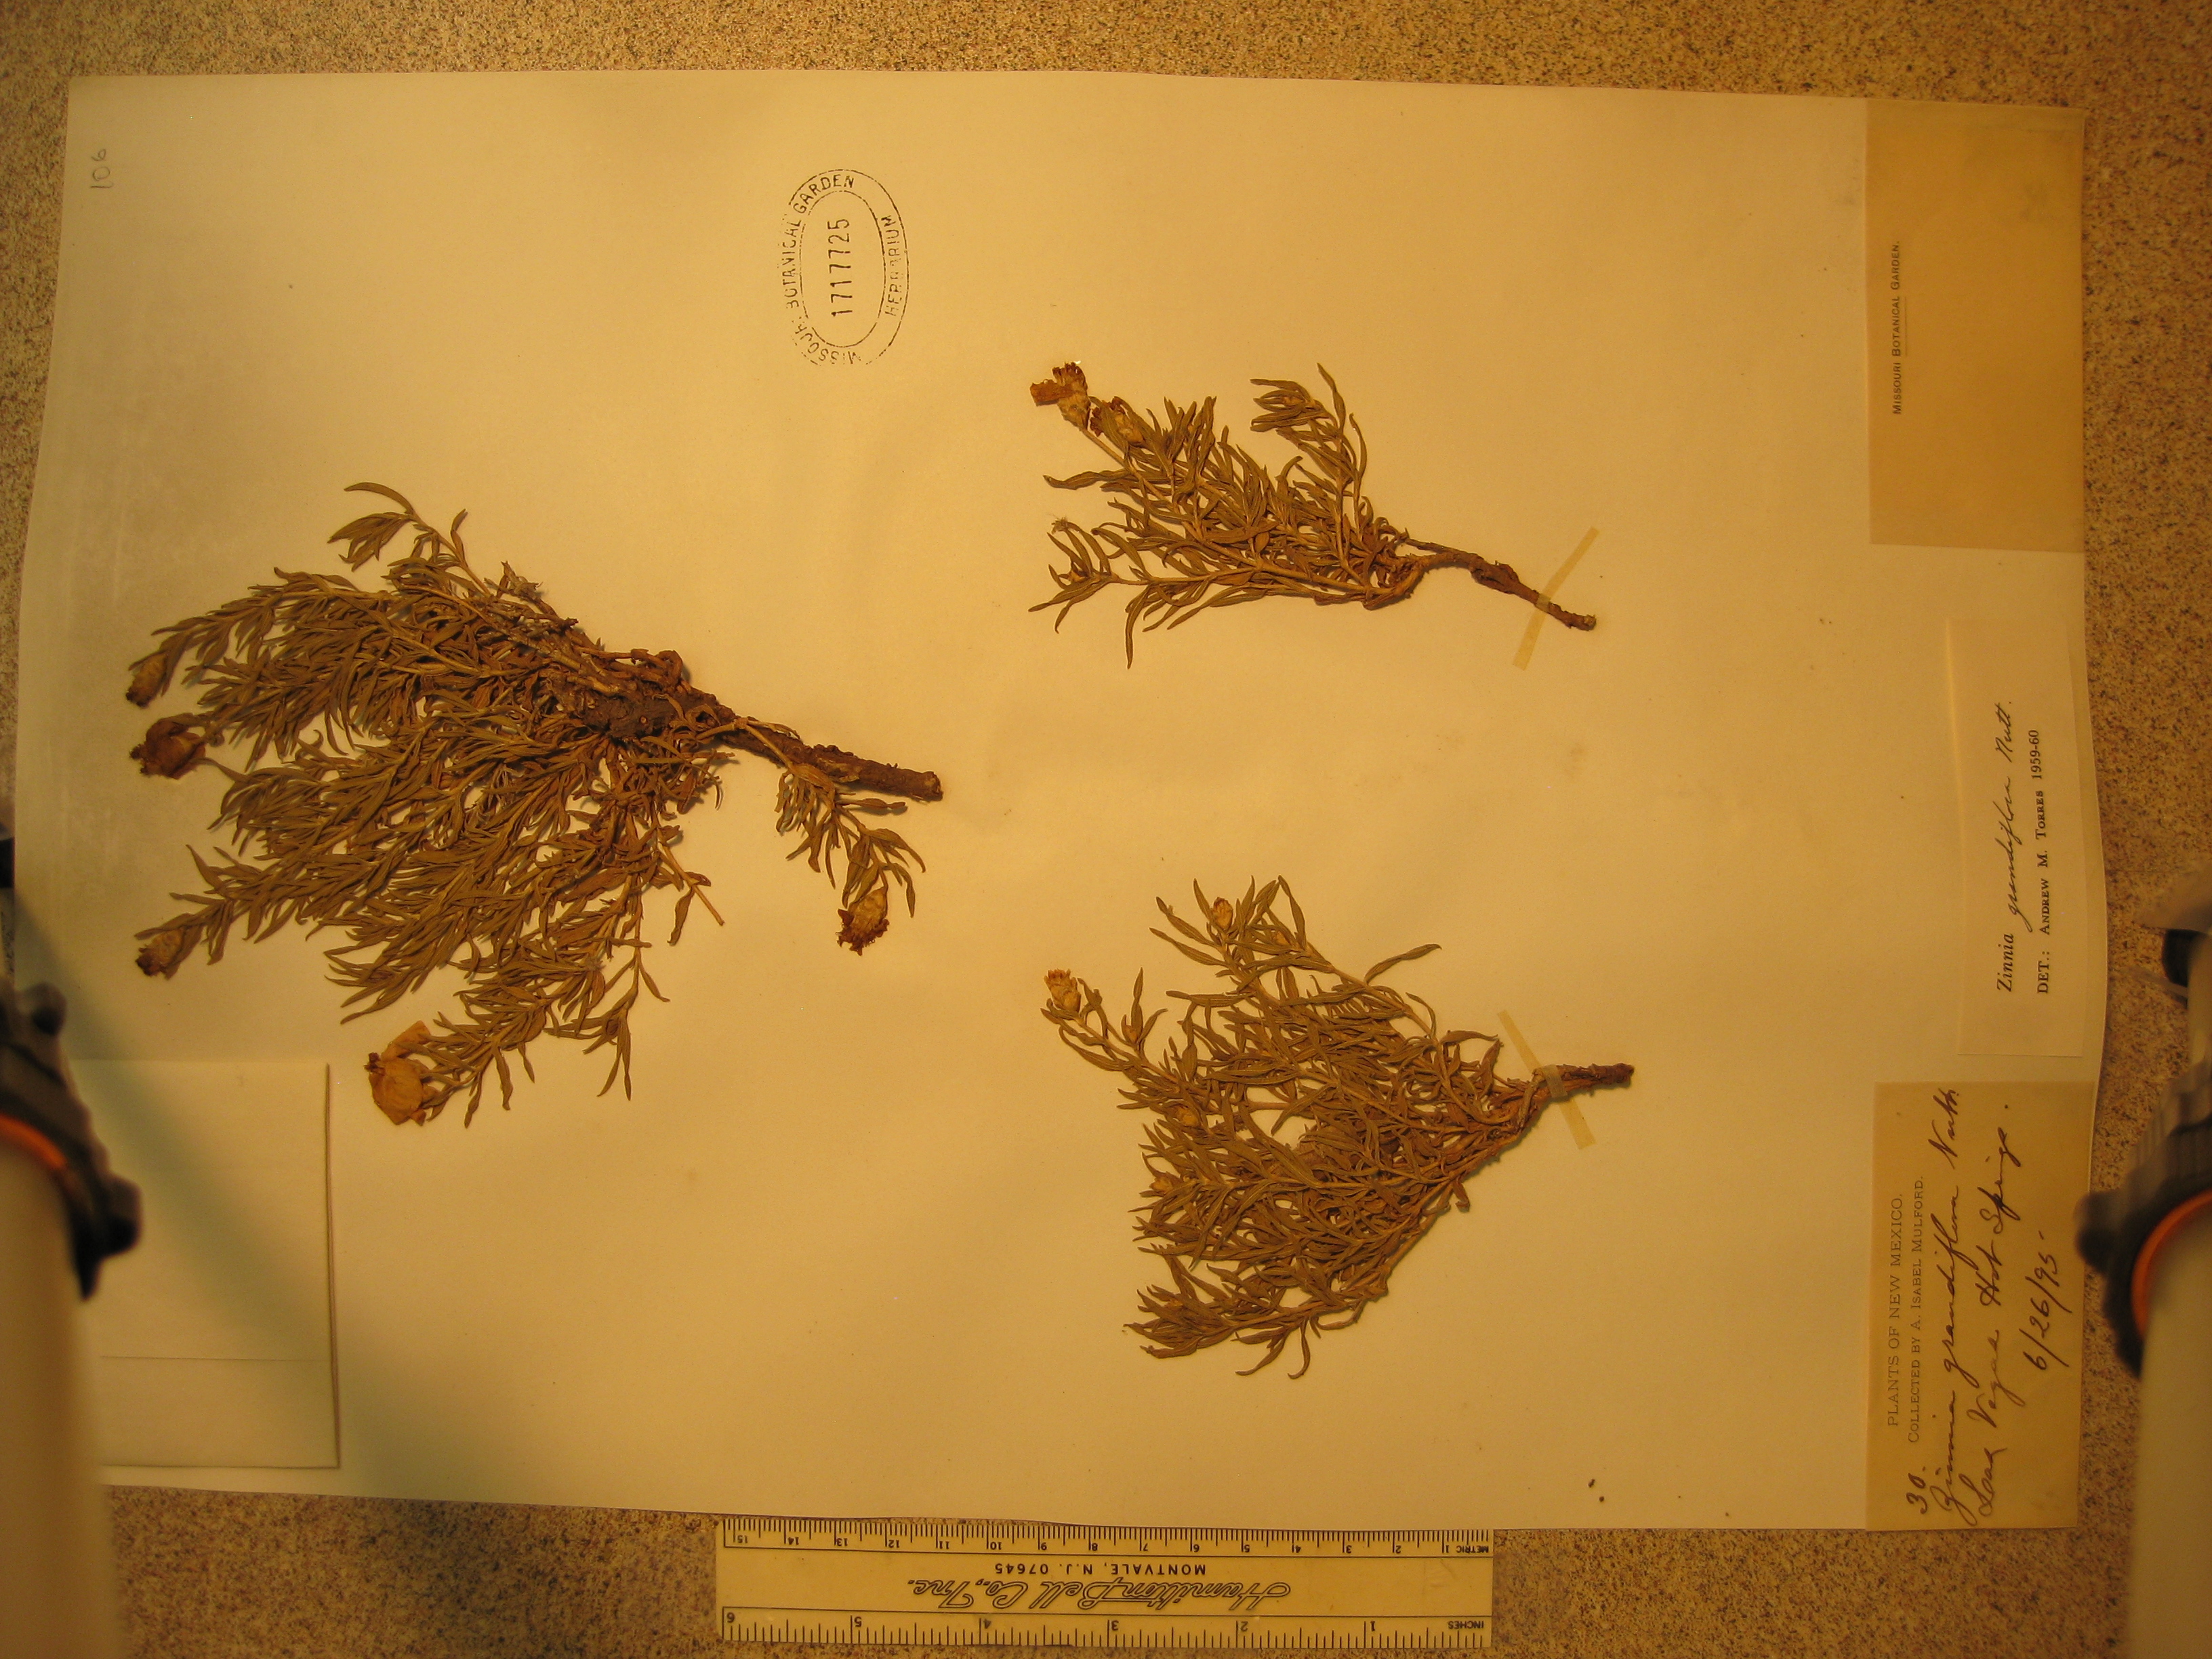 106
MISSOURI BOTANICAL GARDEN
1717725
HERBARIUM
INCHES 1 2 3 4 5 6
Hamilton Bell Co., Inc.
MONTVALE, N.J. 07645
METRIC 1 2 3 4 5 6 7 8 9 10 11 12 13 14 15
PLANTS OF NEW MEXICO.
COLLECTED BY A. ISABEL MULFORD.
30.
Zinnia grandiflora Nutt.
Las Vegas Hot Springs.
6/26/95
Zinnia grandiflora Nutt.
DET.: ANDREW M. TORRES 1959-60
MISSOURI BOTANICAL GARDEN.